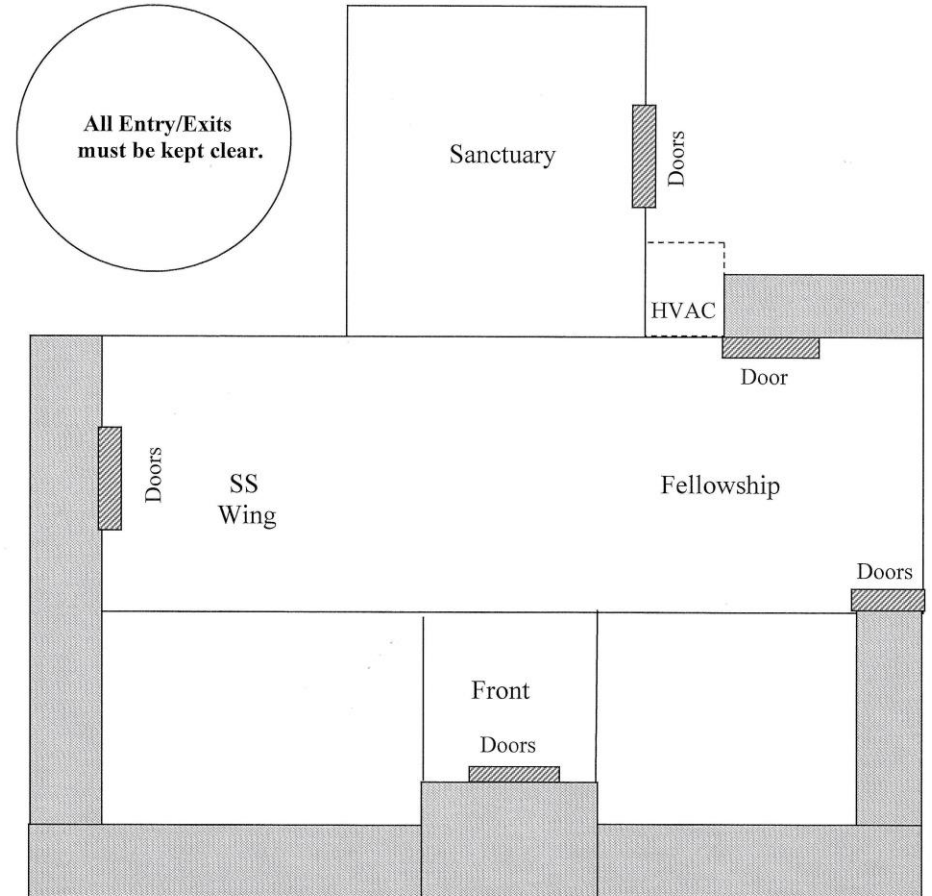 All Entry/Exits
must be kept clear.
Sanctuary
Doors
HVAC
Door
Doors
SS
Wing
Fellowship
Doors
Front
Doors